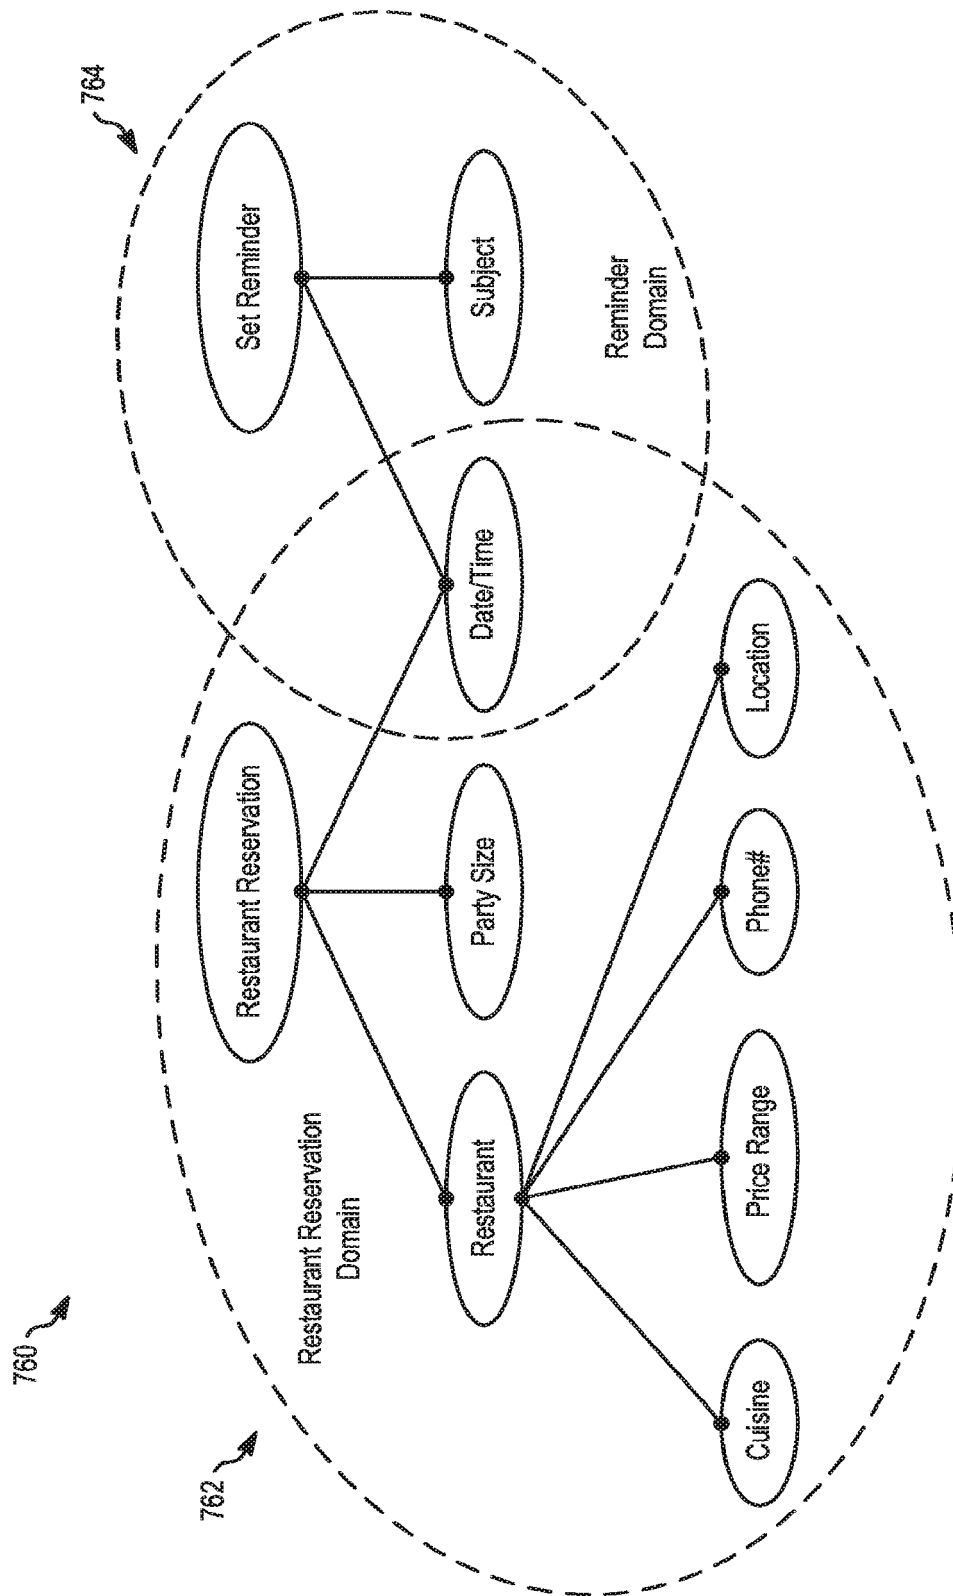 760
762
764
Restaurant Reservation
Domain
Restaurant Reservation
Set Reminder
Restaurant
Party Size
Date/Time
Subject
Reminder
Domain
Cuisine
Price Range
Phone#
Location